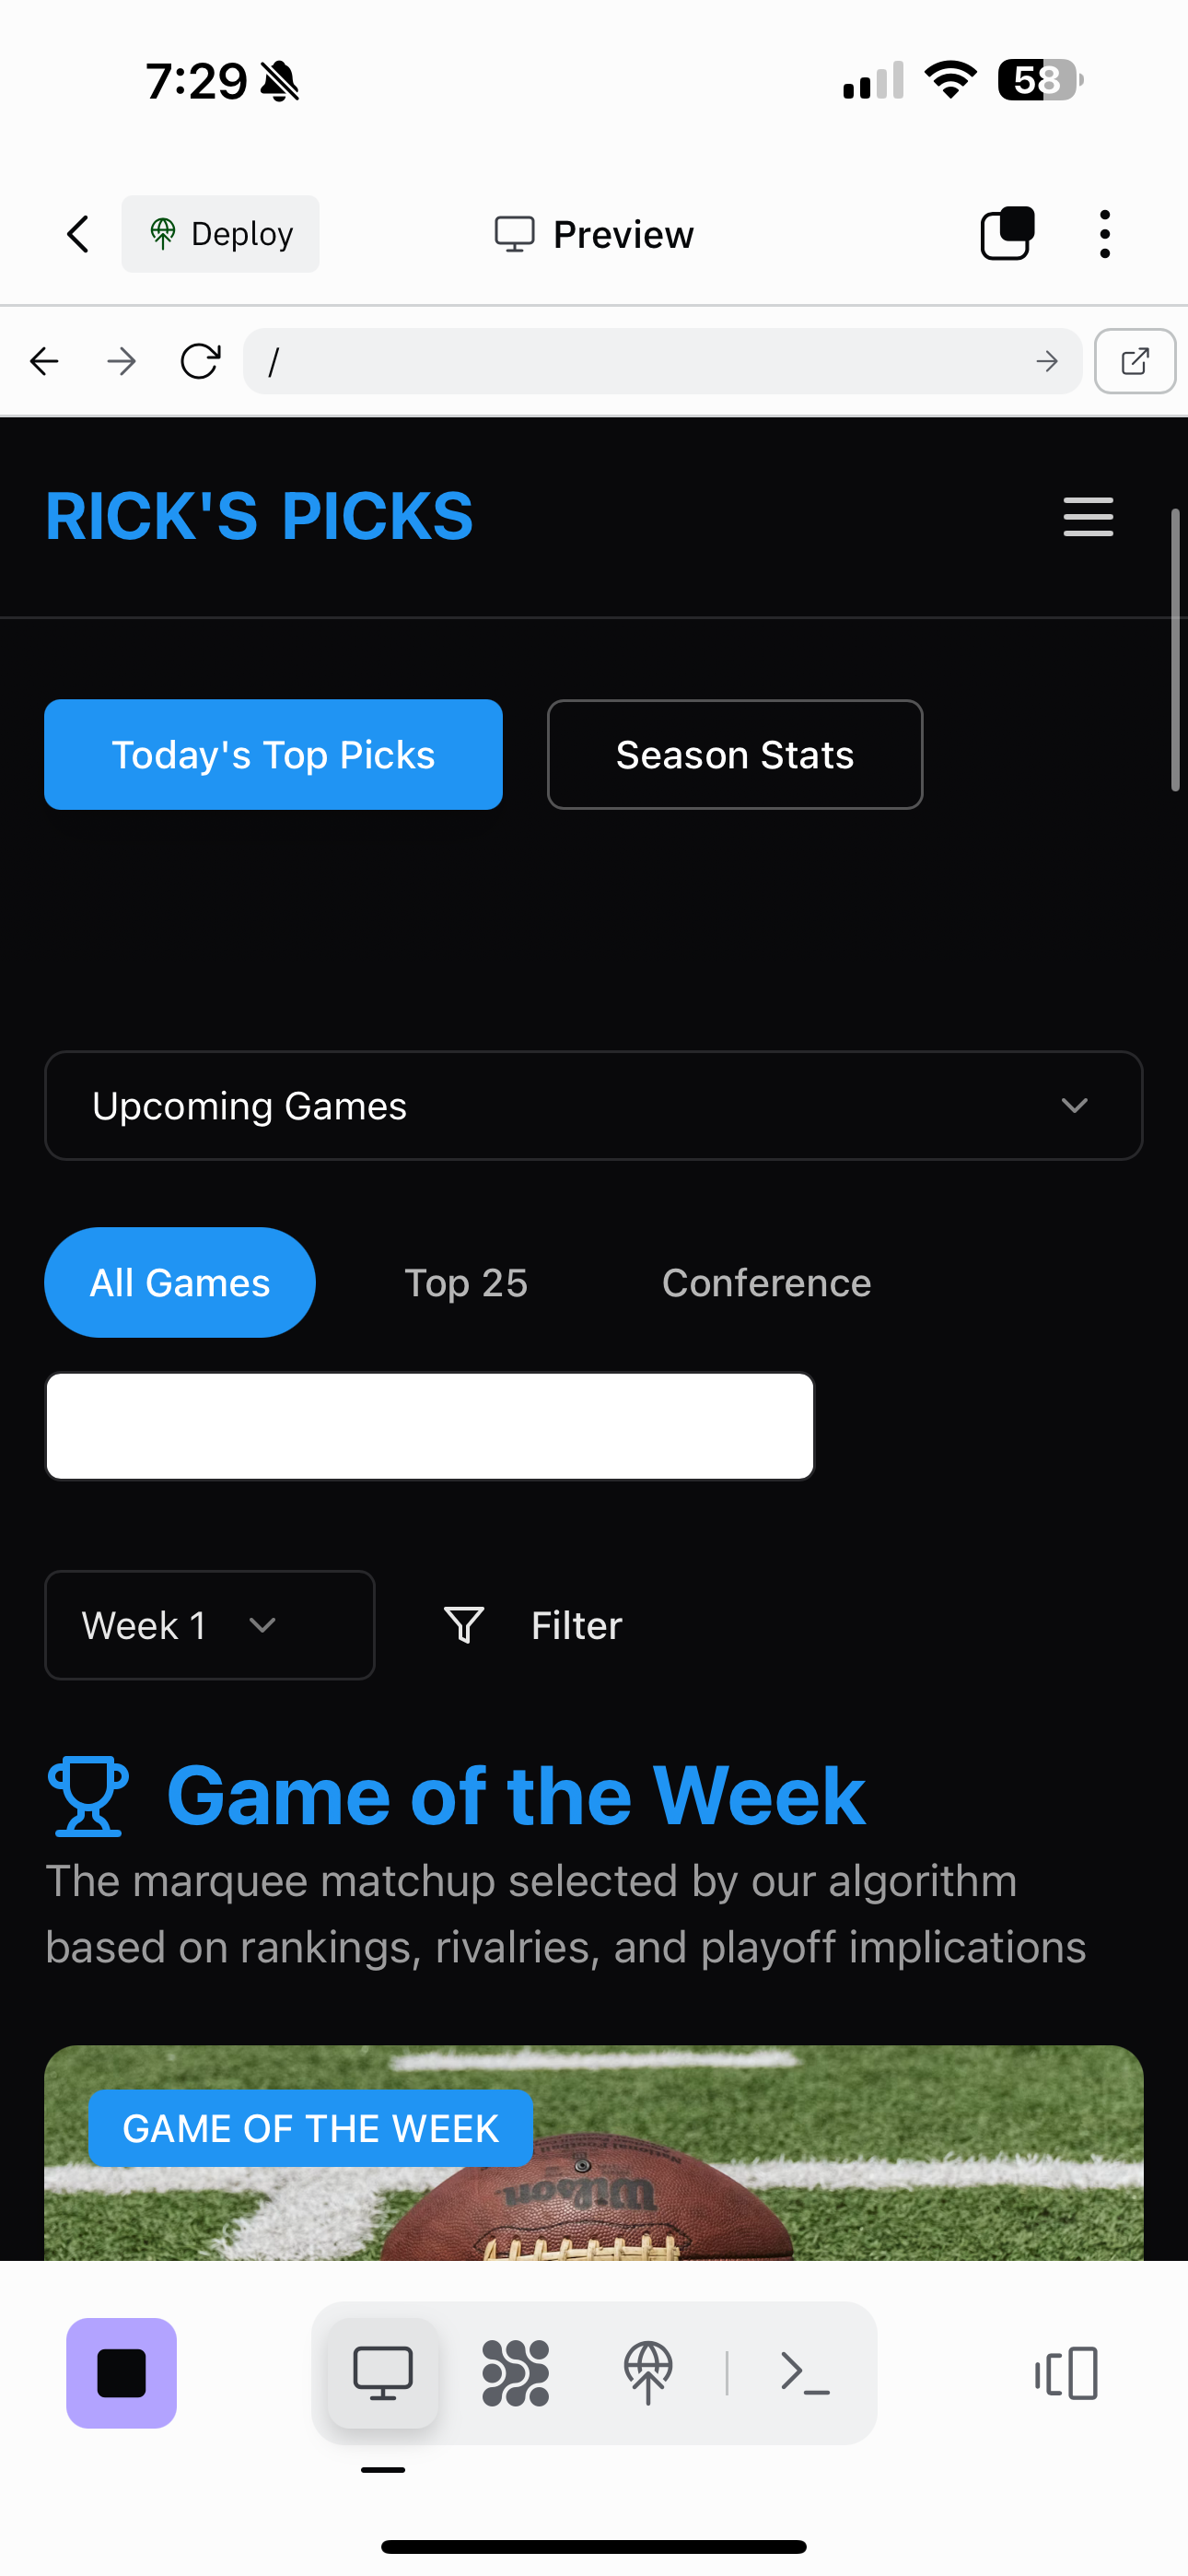 7:29
58
Deploy
Preview
/
RICK'S PICKS
Today's Top Picks
Season Stats
Upcoming Games
All Games
Top 25
Conference
Week 1
Filter
Game of the Week
The marquee matchup selected by our algorithm
based on rankings, rivalries, and playoff implications
GAME OF THE WEEK
Wilson